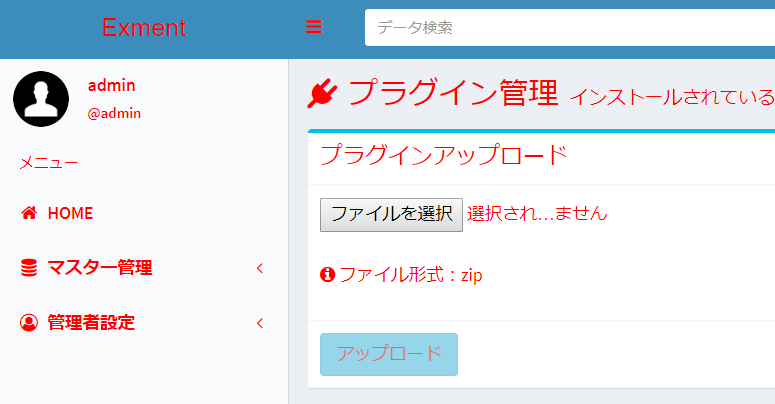 Exment
データ検索
admin
@admin
メニュー
HOME
マスター管理
管理者設定
プラグイン管理 インストールされている
プラグインアップロード
ファイルを選択 選択され...ません
ファイル形式：zip
アップロード